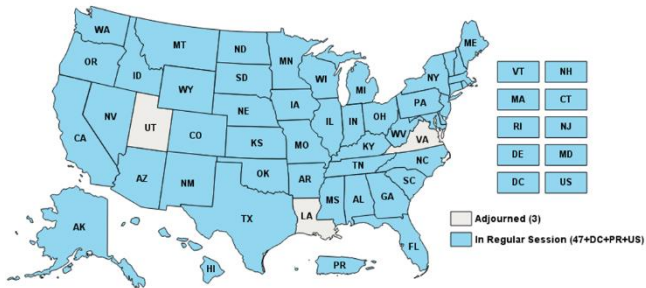 WA
MT
ND
MN
ME
OR
ID
SD
WI
NY
WY
MI
NE
IA
PA
NV
UT
CO
IL
IN
OH
CA
KS
MO
WV
VA
KY
AZ
NM
OK
AR
TN
NC
SC
TX
LA
MS
AL
GA
AK
HI
PR
FL
VT NH
MA CT
RI NJ
DE MD
DC US
Adjourned (3)
In Regular Session (47+DC+PR+US)